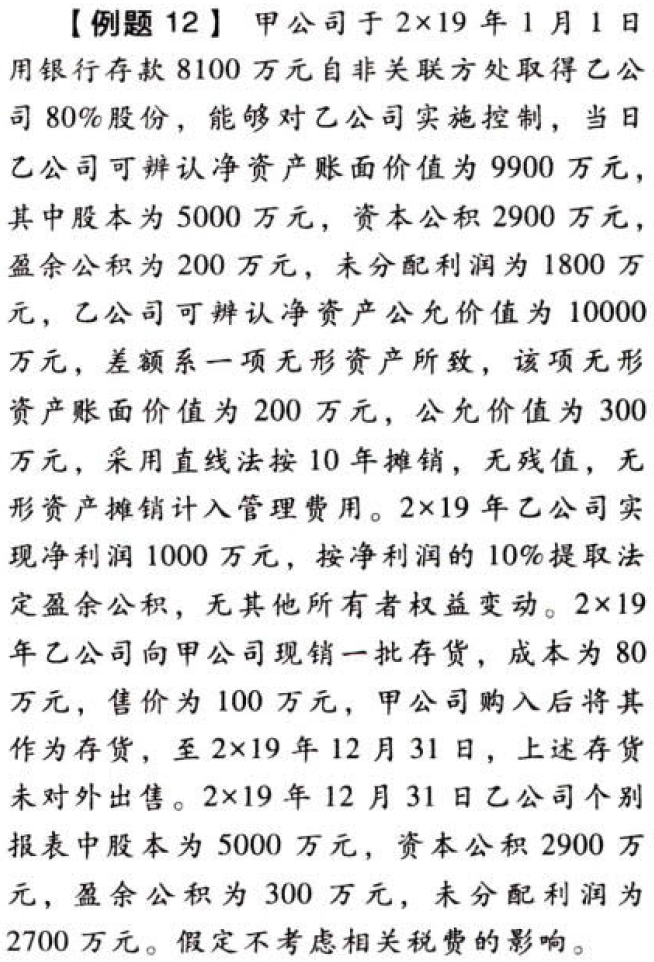 【例题 12】 甲公司于 2×19 年 1 月 1 日
用银行存款 8100 万元自非关联方处取得乙公
司 80%股份，能够对乙公司实施控制，当日
乙公司可辨认净资产账面价值为 9900 万元，
其中股本为 5000 万元，资本公积 2900 万元，
盈余公积为 200 万元，未分配利润为 1800 万
元，乙公司可辨认净资产公允价值为 10000
万元，差额系一项无形资产所致，该项无形
资产账面价值为 200 万元，公允价值为 300
万元，采用直线法按 10 年摊销，无残值，无
形资产摊销计入管理费用。2×19 年乙公司实
现净利润 1000 万元，按净利润的 10%提取法
定盈余公积，无其他所有者权益变动。2×19
年乙公司向甲公司现销一批存货，成本为 80
万元，售价为 100 万元，甲公司购入后将其
作为存货，至 2×19 年 12 月 31 日，上述存货
未对外出售。2×19 年 12 月 31 日乙公司个别
报表中股本为 5000 万元，资本公积 2900 万
元，盈余公积为 300 万元，未分配利润为
2700 万元。假定不考虑相关税费的影响。